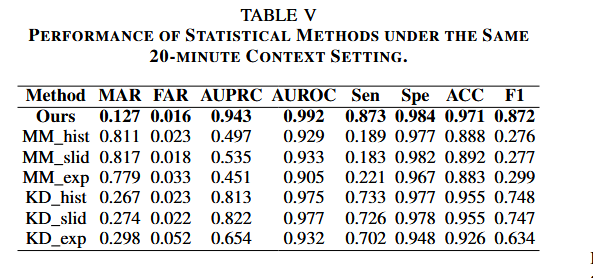 TABLE V
PERFORMANCE OF STATISTICAL METHODS UNDER THE SAME
20-MINUTE CONTEXT SETTING.
Method MAR FAR AUPRC AUROC Sen Spe ACC F1
Ours 0.127 0.016 0.943 0.992 0.873 0.984 0.971 0.872
MM_hist 0.811 0.023 0.497 0.929 0.189 0.977 0.888 0.276
MM_slid 0.817 0.018 0.535 0.933 0.183 0.982 0.892 0.277
MM_exp 0.779 0.033 0.451 0.905 0.221 0.967 0.883 0.299
KD_hist 0.267 0.023 0.813 0.975 0.733 0.977 0.955 0.748
KD_slid 0.274 0.022 0.822 0.977 0.726 0.978 0.955 0.747
KD_exp 0.298 0.052 0.654 0.932 0.702 0.948 0.926 0.634